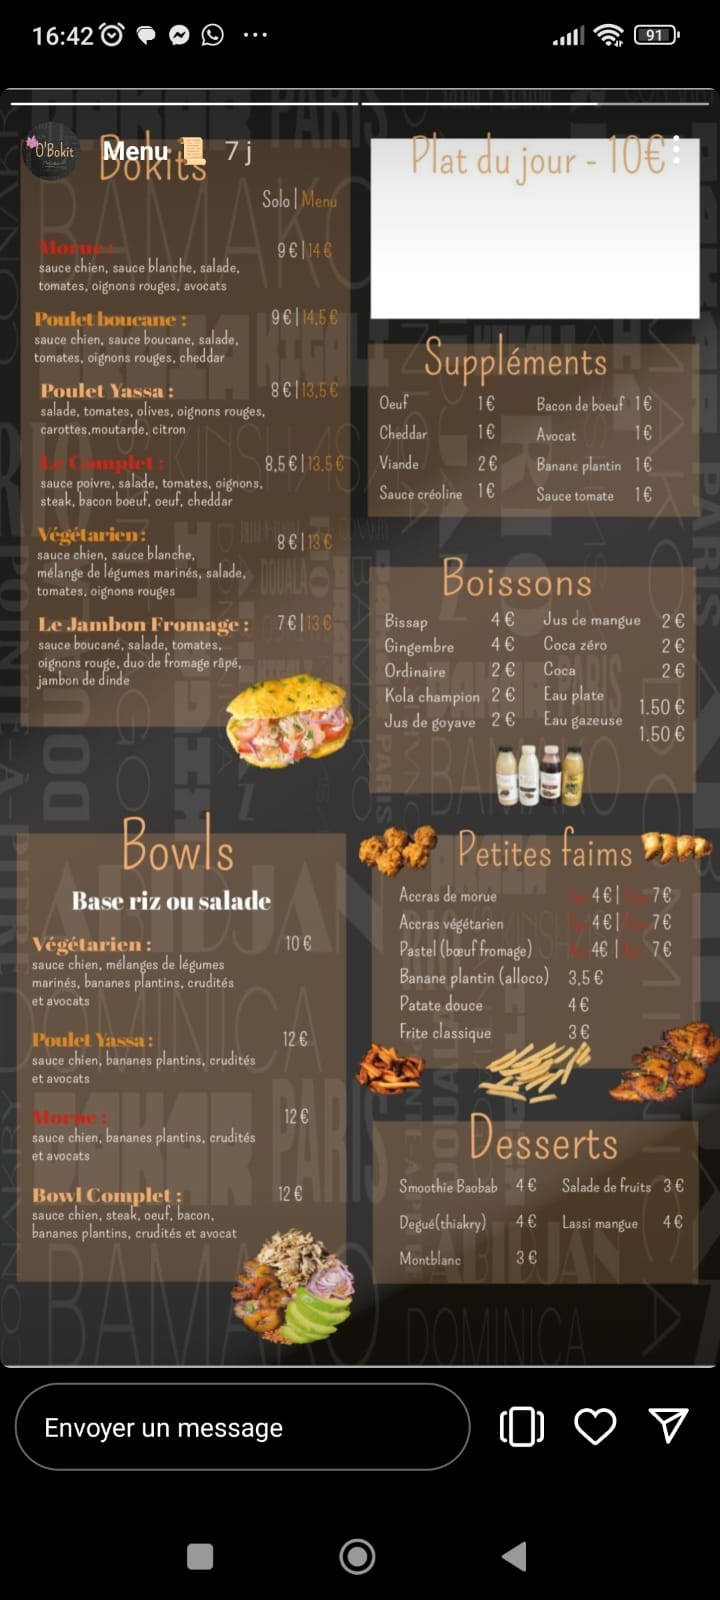 16:42
91
O'Bokit
Menu 7 j
Bokits
Solo | Menu
Morue :
9 € | 14 €
sauce chien, sauce blanche, salade,
tomates, oignons rouges, avocats
Poulet boucane :
9 € | 14,5 €
sauce chien, sauce boucane, salade,
tomates, oignons rouges, cheddar
Poulet Yassa :
8 € | 13,5 €
salade, tomates, olives, oignons rouges,
carottes,moutarde, citron
Le Complet :
8,5 € | 13,5 €
sauce poivre, salade, tomates, oignons,
steak, bacon boeuf, oeuf, cheddar
Végétarien :
8 € | 13 €
sauce chien, sauce blanche,
mélange de légumes marinés, salade,
tomates, oignons rouges
Le Jambon Fromage :
7 € | 13 €
sauce boucané, salade, tomates,
oignons rouge, duo de fromage râpé,
jambon de dinde
Bowls
Base riz ou salade
Végétarien : 10 €
sauce chien, mélanges de légumes
marinés, bananes plantins, crudités
et avocats
Poulet Yassa : 12 €
sauce chien, bananes plantins, crudités
et avocats
Morue : 12 €
sauce chien, bananes plantins, crudités
et avocats
Bowl Complet : 12 €
sauce chien, steak, oeuf, bacon,
bananes plantins, crudités et avocat
Plat du jour - 10€
Suppléments
Oeuf 1€ Bacon de boeuf 1€
Cheddar 1€ Avocat 1€
Viande 2€ Banane plantin 1€
Sauce créoline 1€ Sauce tomate 1€
Boissons
Bissap 4 € Jus de mangue 2 €
Gingembre 4 € Coca zéro 2 €
Ordinaire 2 € Coca 2 €
Kola champion 2 € Eau plate 1.50 €
Jus de goyave 2 € Eau gazeuse 1.50 €
Petites faims
Accras de morue 4€ | 7€
Accras végétarien 4€ | 7€
Pastel (bœuf fromage) 4€ | 7€
Banane plantin (alloco) 3,5 €
Patate douce 4€
Frite classique 3€
Desserts
Smoothie Baobab 4€ Salade de fruits 3€
Degué(thiakry) 4€ Lassi mangue 4€
Montblanc 3€
BAMAKO
KIGALI
DOUALA
ABIDJAN
DOMINICA
DAKAR PARIS
BAMAKO
DOMINICA
Envoyer un message